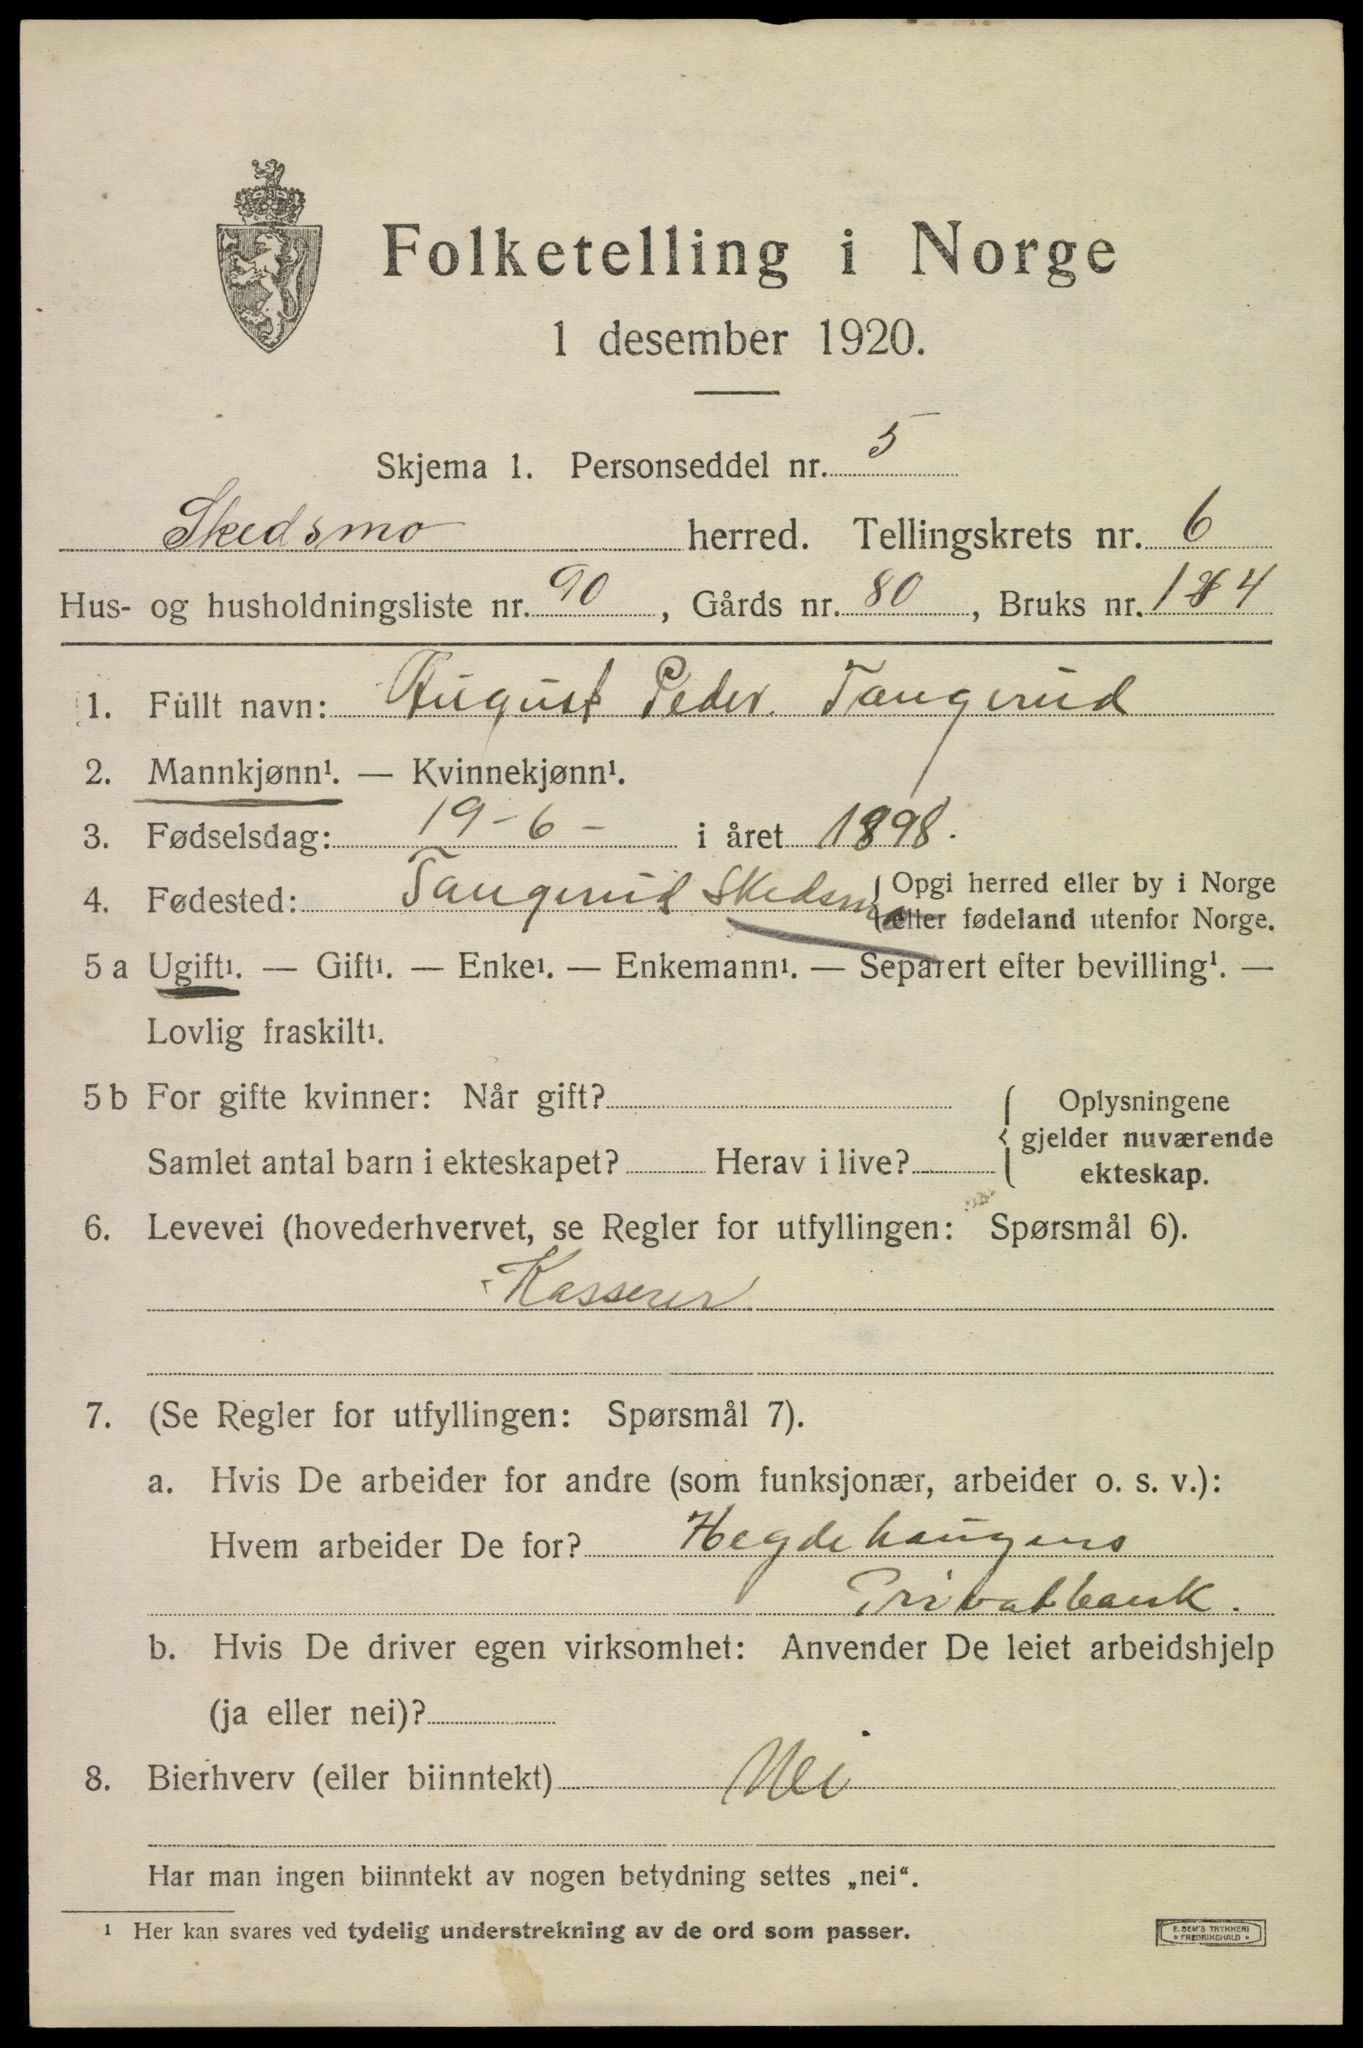 Folketelling i Norge
1 desember 1920.
Skjema 1. Personseddel nr. 5
Skedsmo herred. Tellingskrets nr. 6
Hus- og husholdningsliste nr. 90, Gårds nr. 80, Bruks nr. 184
1. Fullt navn: August Peder Tangerud
2. Mannkjønn¹. — Kvinnekjønn¹.
3. Fødselsdag: 19-6- i året 1898.
4. Fødested: Tangerud Skedsmo { Opgi herred eller by i Norge
eller fødeland utenfor Norge.
5 a Ugift¹. — Gift¹. — Enke¹. — Enkemann¹. — Separert efter bevilling¹. —
Lovlig fraskilt¹.
5 b For gifte kvinner: Når gift?
Samlet antal barn i ekteskapet? Herav i live?
{ Oplysningene
gjelder nuværende
ekteskap.
6. Levevei (hovederhvervet, se Regler for utfyllingen: Spørsmål 6).
Kasserer
7. (Se Regler for utfyllingen: Spørsmål 7).
a. Hvis De arbeider for andre (som funksjonær, arbeider o. s. v.):
Hvem arbeider De for? Hegdehaugens
Privatbank.
b. Hvis De driver egen virksomhet: Anvender De leiet arbeidshjelp
(ja eller nei)?
8. Bierhverv (eller biinntekt) Nei
Har man ingen biinntekt av nogen betydning settes „nei“.
¹ Her kan svares ved tydelig understrekning av de ord som passer.
E. SEM'S TRYKKERI
FREDRIKSHALD